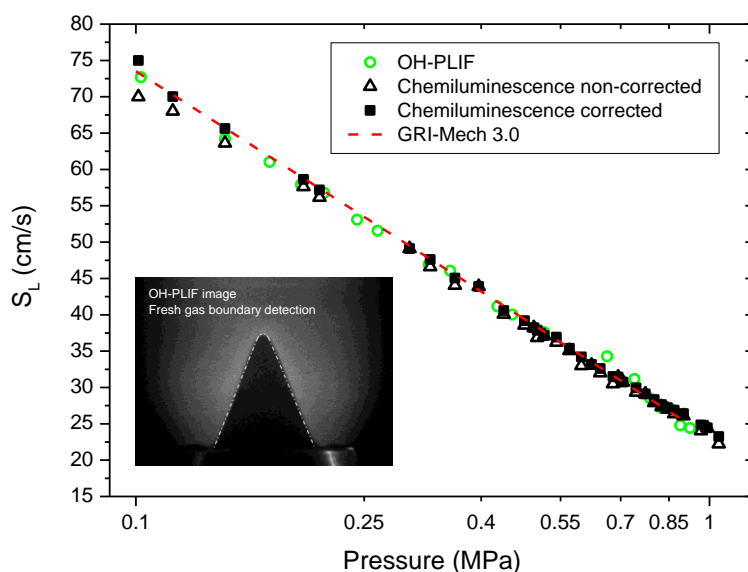 80
75
70
65
60
55
50
45
40
35
30
25
20
15
S_L (cm/s)
OH-PLIF
Chemiluminescence non-corrected
Chemiluminescence corrected
GRI-Mech 3.0
OH-PLIF image
Fresh gas boundary detection
0.1 0.25 0.4 0.55 0.7 0.85 1
Pressure (MPa)